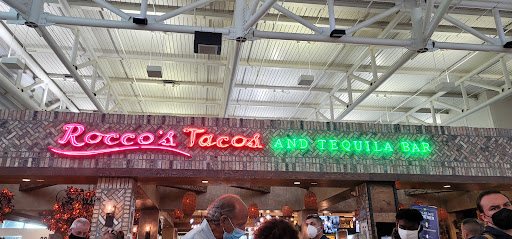 Rocco's Tacos AND TEQUILA BAR